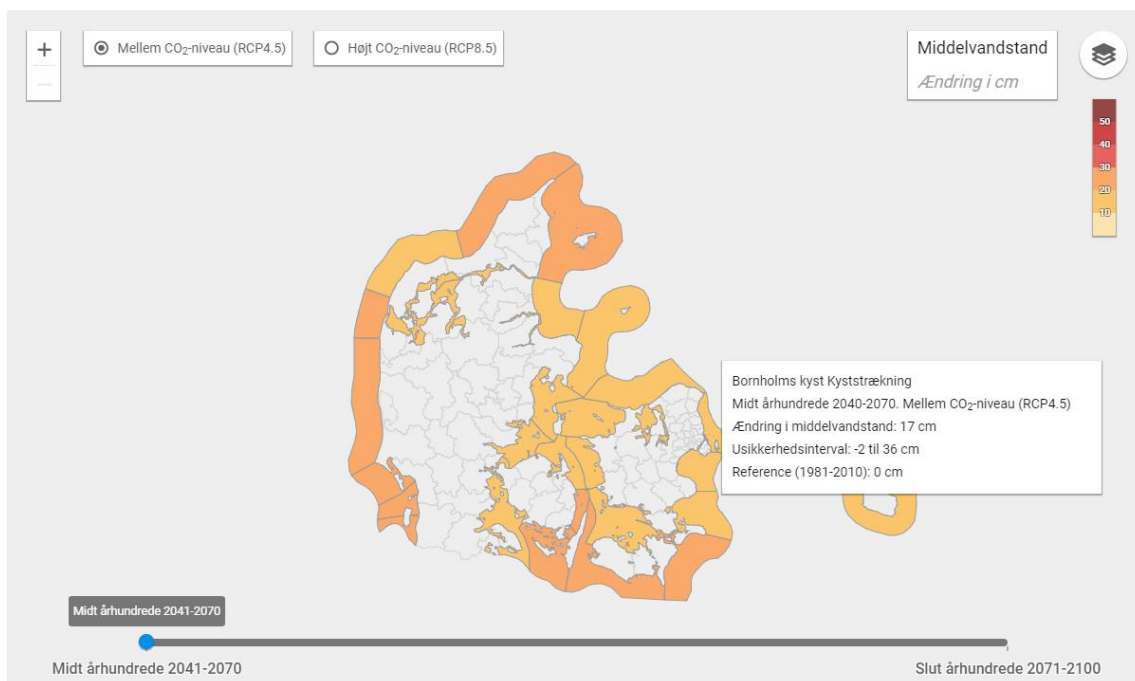 +
Mellem CO₂-niveau (RCP4.5)
Højt CO₂-niveau (RCP8.5)
Middelvandstand
Ændring i cm
50
40
30
20
10
Bornholms kyst Kyststrækning
Midt århundrede 2040-2070. Mellem CO₂-niveau (RCP4.5)
Ændring i middelvandstand: 17 cm
Usikkerhedsinterval: -2 til 36 cm
Reference (1981-2010): 0 cm
Midt århundrede 2041-2070
Midt århundrede 2041-2070
Slut århundrede 2071-2100